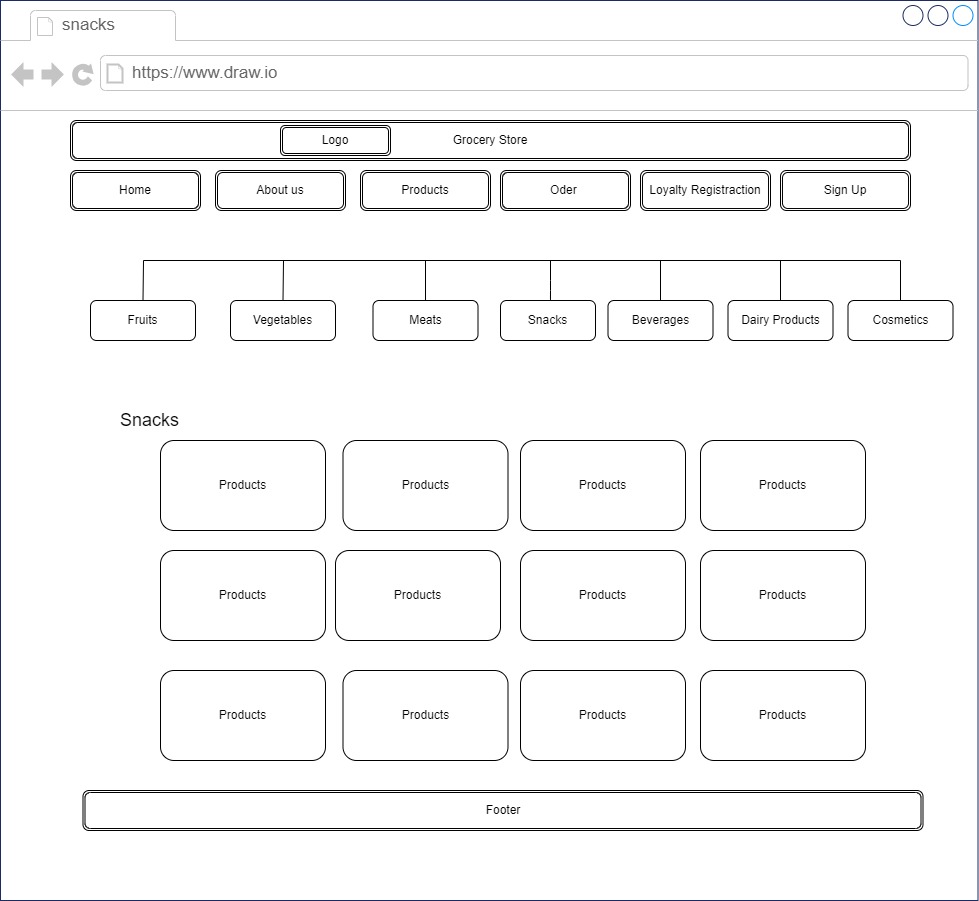 snacks
https://www.draw.io
Logo Grocery Store
Home About us Products Oder Loyalty Registraction Sign Up
Fruits Vegetables Meats Snacks Beverages Dairy Products Cosmetics
Snacks
Products Products Products Products
Products Products Products Products
Products Products Products Products
Footer